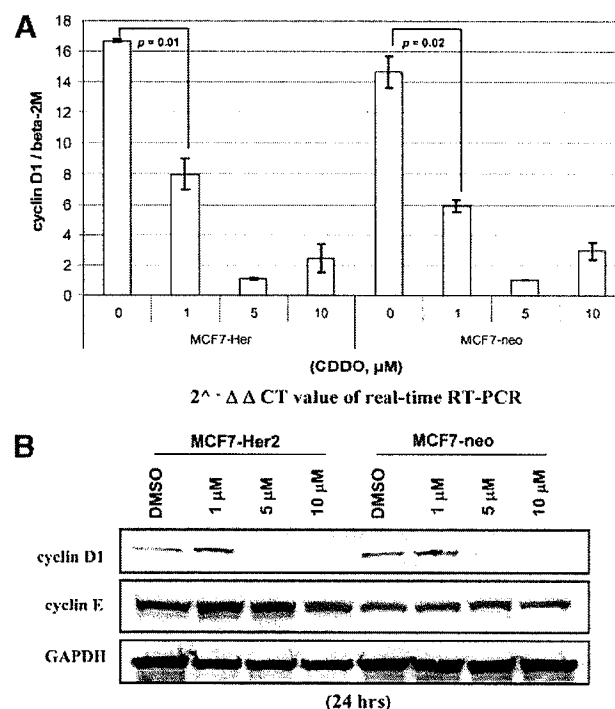 A
cyclin D1 / beta-2M
18
16
14
12
10
8
6
4
2
0
p = 0.01
p = 0.02
0 1 5 10 0 1 5 10
MCF7-Her MCF7-neo
(CDDO, µM)
2^ - Δ Δ CT value of real-time RT-PCR
B
MCF7-Her2 MCF7-neo
DMSO 1 µM 5 µM 10 µM DMSO 1 µM 5 µM 10 µM
cyclin D1
cyclin E
GAPDH
(24 hrs)